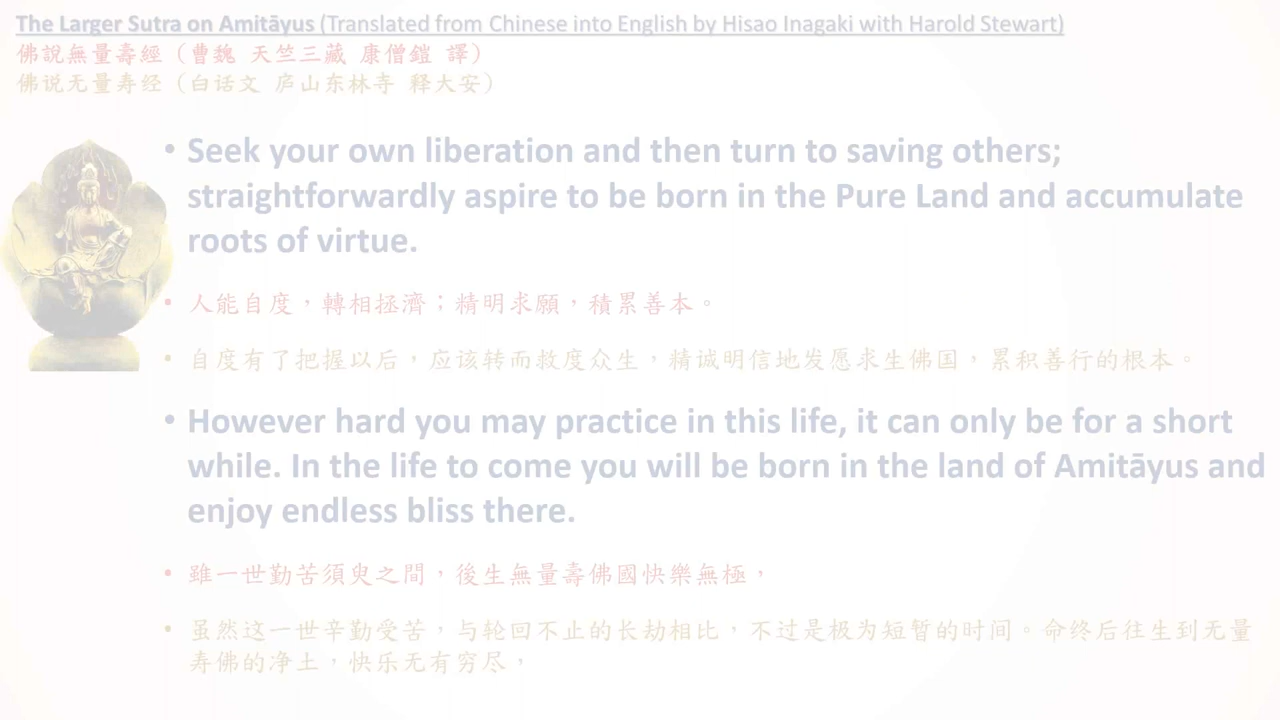 The Larger Sutra on Amitāyus (Translated from Chinese into English by Hisao Inagaki with Harold Stewart)
佛說無量壽經（曹魏 天竺三藏 康僧鎧 譯）
佛说无量寿经（白话文 庐山东林寺 释大安）
• Seek your own liberation and then turn to saving others;
straightforwardly aspire to be born in the Pure Land and accumulate
roots of virtue.
• 人能自度，轉相拯濟；精明求願，積累善本。
• 自度有了把握以后，应该转而救度众生，精诚明信地发愿求生佛国，累积善行的根本。
• However hard you may practice in this life, it can only be for a short
while. In the life to come you will be born in the land of Amitāyus and
enjoy endless bliss there.
• 雖一世勤苦須臾之間，後生無量壽佛國快樂無極，
• 虽然这一世辛勤受苦，与轮回不止的长劫相比，不过是极为短暂的时间。命终后往生到无量
寿佛的净土，快乐无有穷尽，